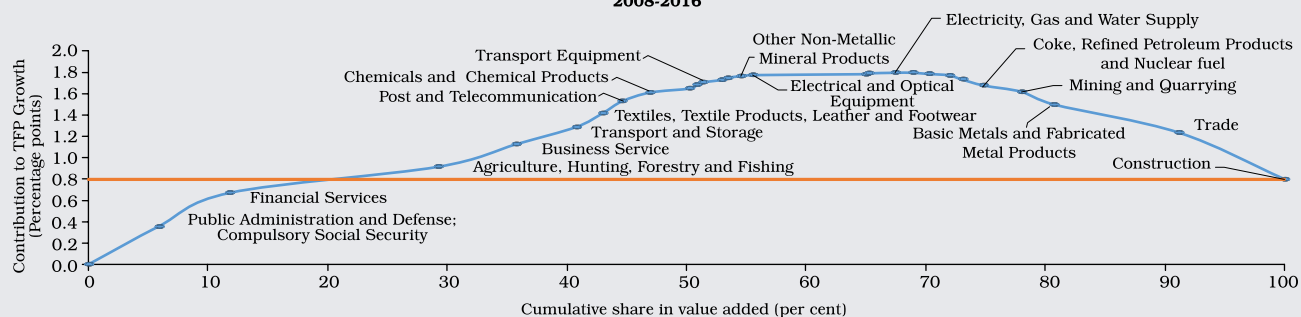 2008-2016
Contribution to TFP Growth
(Percentage points)
2.0
1.8
1.6
1.4
1.2
1.0
0.8
0.6
0.4
0.2
0.0
Electricity, Gas and Water Supply
Other Non-Metallic
Mineral Products
Coke, Refined Petroleum Products
and Nuclear fuel
Transport Equipment
Chemicals and Chemical Products
Post and Telecommunication
Electrical and Optical
Equipment
Mining and Quarrying
Textiles, Textile Products, Leather and Footwear
Transport and Storage
Business Service
Agriculture, Hunting, Forestry and Fishing
Basic Metals and Fabricated
Metal Products
Trade
Construction
Financial Services
Public Administration and Defense;
Compulsory Social Security
0 10 20 30 40 50 60 70 80 90 100
Cumulative share in value added (per cent)